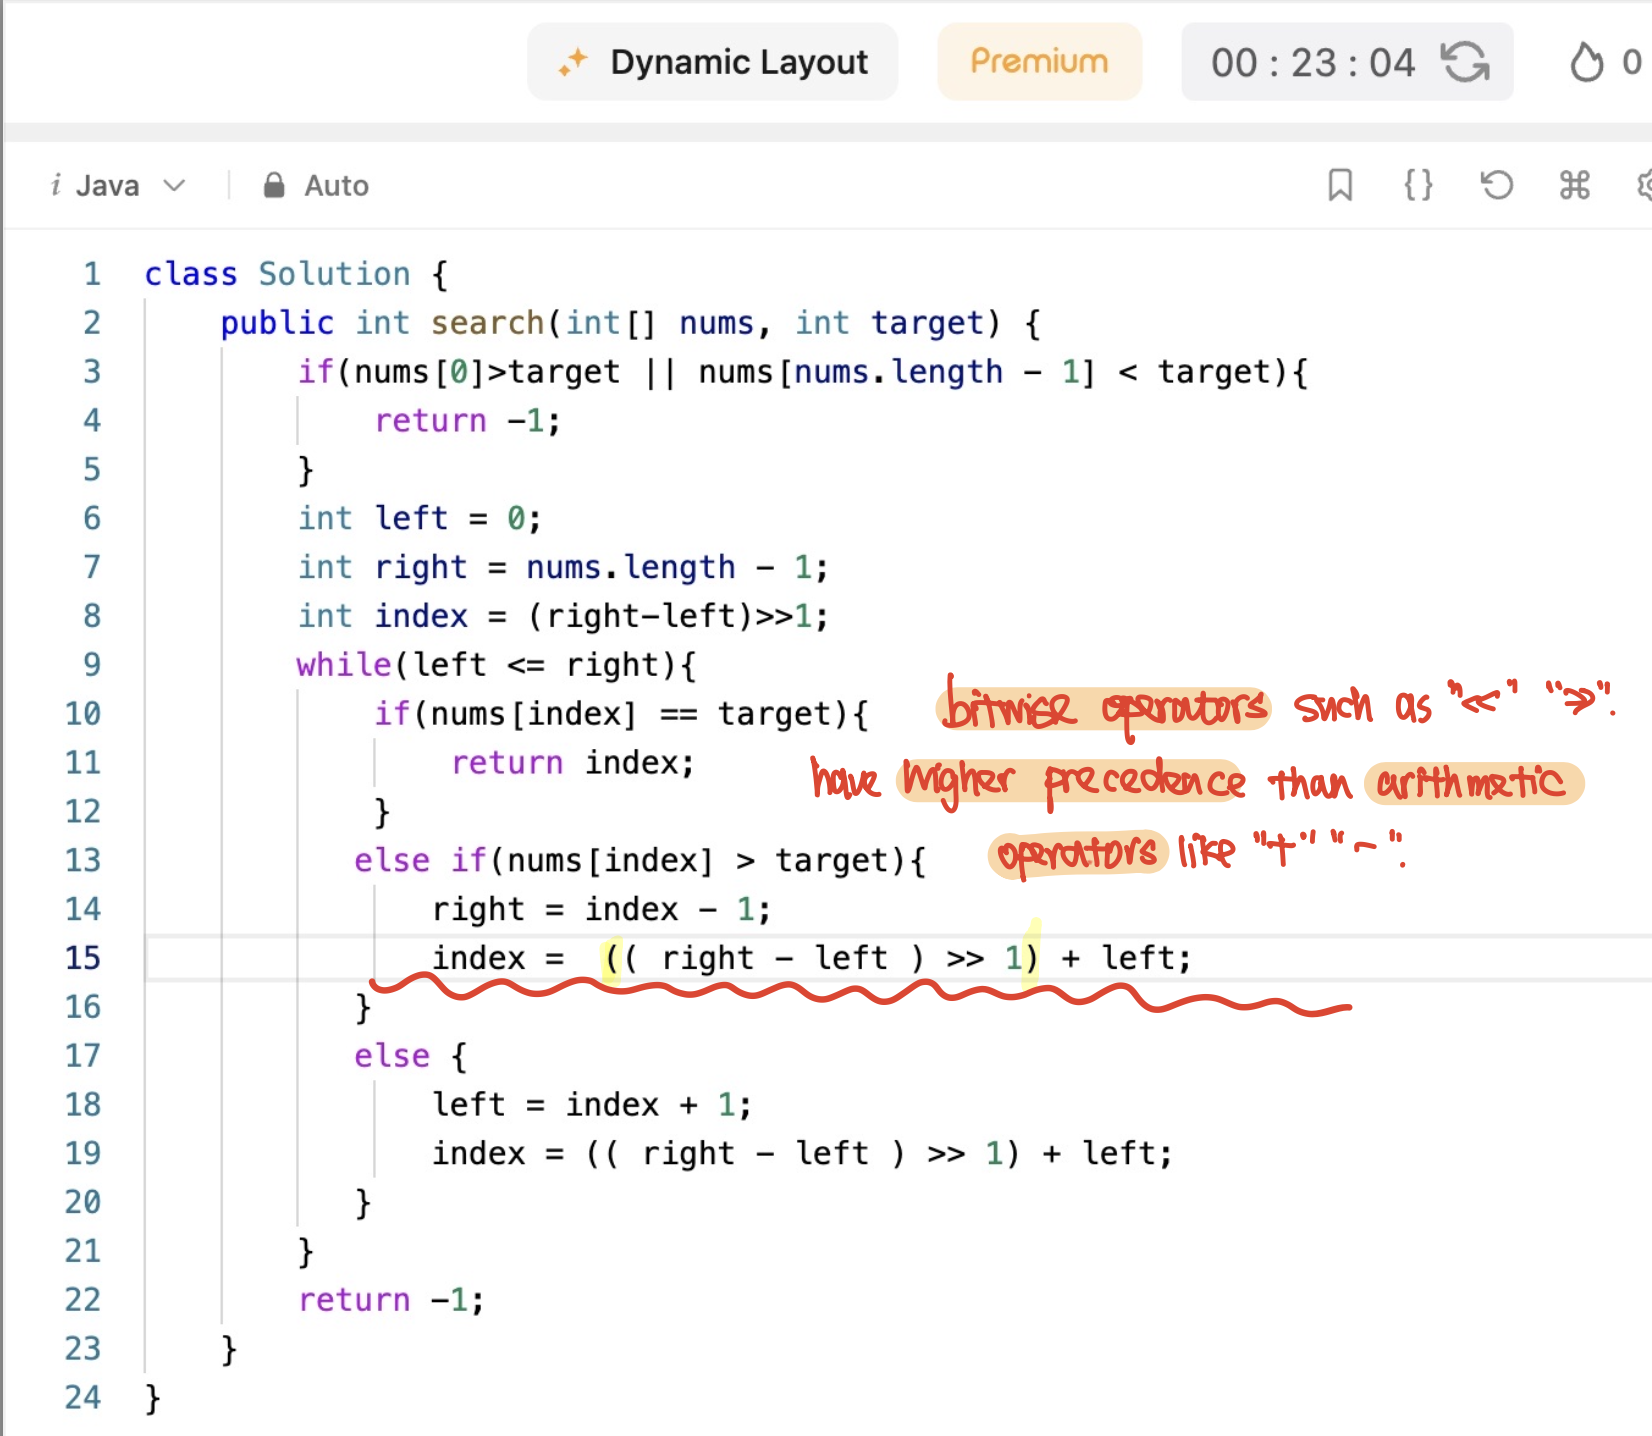 Dynamic Layout Premium 00 : 23 : 04 0
i Java Auto
1 class Solution {
2 public int search(int[] nums, int target) {
3 if(nums[0]>target || nums[nums.length - 1] < target){
4 return -1;
5 }
6 int left = 0;
7 int right = nums.length - 1;
8 int index = (right-left)>>1;
9 while(left <= right){
10 if(nums[index] == target){
bitwise operators such as "<<" ">>".
11 return index;
have higher precedence than arithmetic
12 }
13 else if(nums[index] > target){
operators like "+" "-".
14 right = index - 1;
15 index = (( right - left ) >> 1) + left;
16 }
17 else {
18 left = index + 1;
19 index = (( right - left ) >> 1) + left;
20 }
21 }
22 return -1;
23 }
24 }